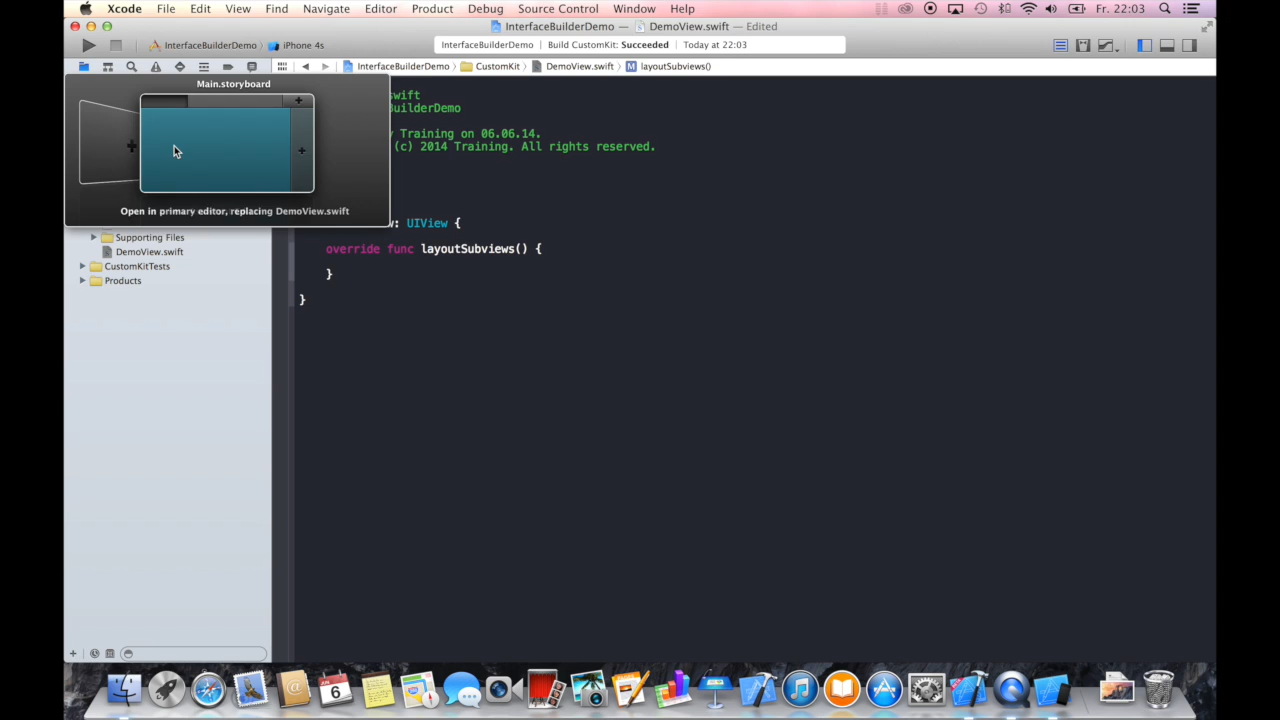 Xcode File Edit View Find Navigate Editor Product Debug Source Control Window Help Fr. 22:03
InterfaceBuilderDemo — DemoView.swift — Edited
InterfaceBuilderDemo iPhone 4s InterfaceBuilderDemo Build CustomKit: Succeeded Today at 22:03
InterfaceBuilderDemo CustomKit DemoView.swift M layoutSubviews()
Main.storyboard
Open in primary editor, replacing DemoView.swift
Supporting Files
DemoView.swift
CustomKitTests
Products
swift
uilderDemo
Training on 06.06.14.
(c) 2014 Training. All rights reserved.
: UIView {
override func layoutSubviews() {
}
}
6